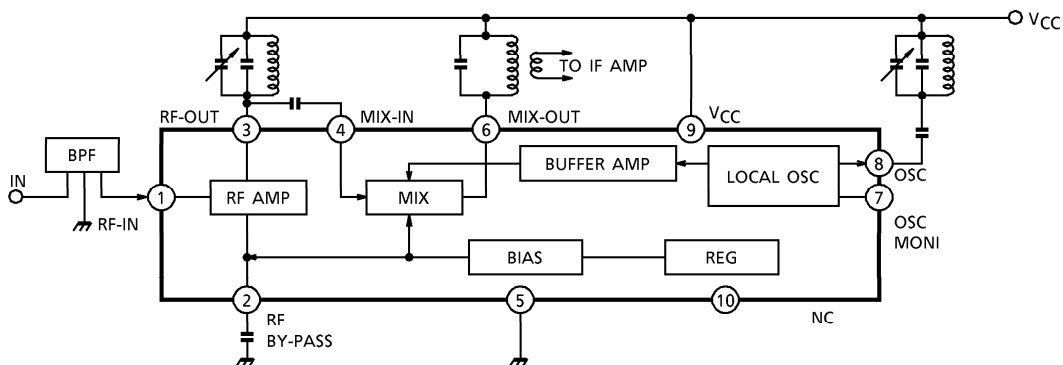 VCC
TO IF AMP
RF-OUT
3
4
MIX-IN
6
MIX-OUT
9
VCC
BPF
IN
1
RF-IN
RF AMP
MIX
BUFFER AMP
LOCAL OSC
8
OSC
7
OSC
MONI
BIAS
REG
2
RF
BY-PASS
5
10
NC